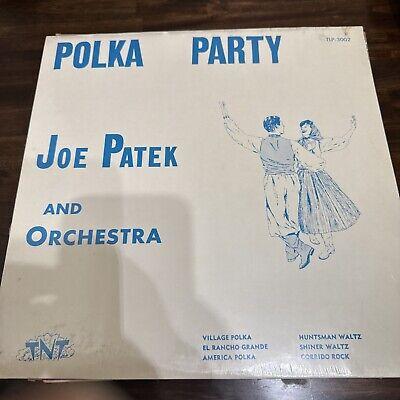 POLKA PARTY
TLP-3002
JOE PATEK
AND
ORCHESTRA
VILLAGE POLKA
EL RANCHO GRANDE
AMERICA POLKA
HUNTSMAN WALTZ
SHINER WALTZ
CORRIDO ROCK
TNT